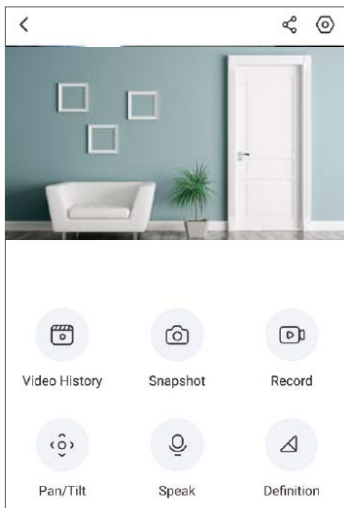 Video History
Snapshot
Record
Pan/Tilt
Speak
Definition